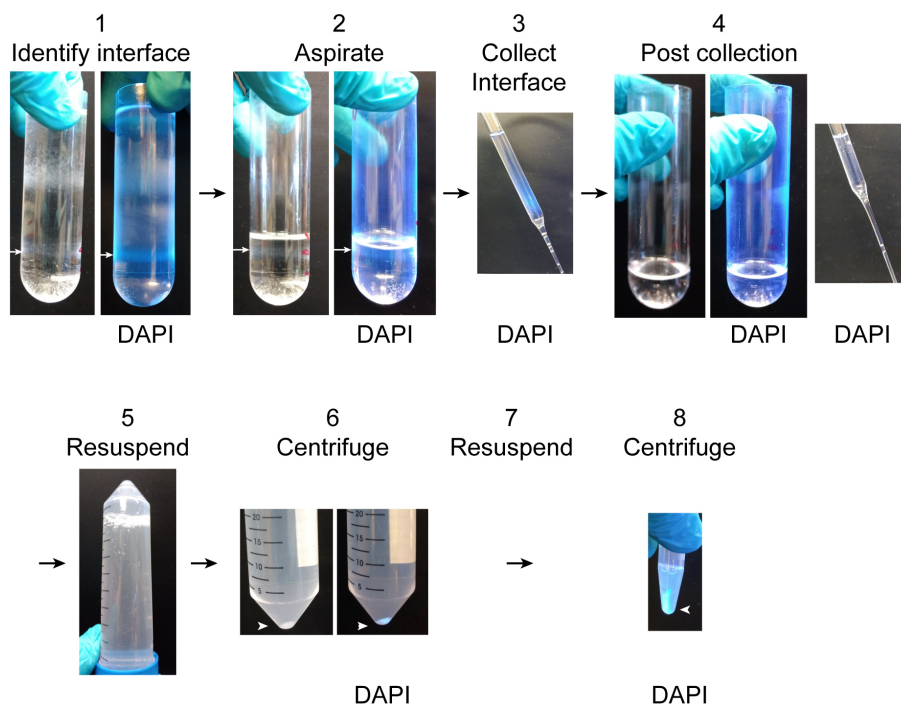 1
Identify interface
2
Aspirate
3
Collect
Interface
4
Post collection
DAPI
DAPI
DAPI
DAPI
DAPI
5
Resuspend
6
Centrifuge
7
Resuspend
8
Centrifuge
20
15
10
5
20
15
10
5
DAPI
DAPI